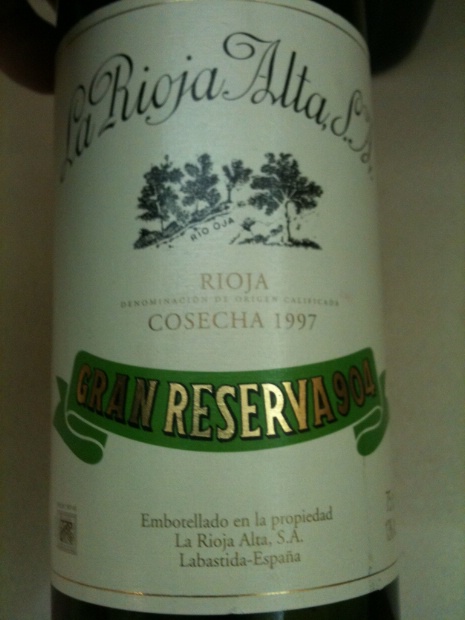 La Rioja Alta, S.A.
RIO OJA
RIOJA
DENOMINACIÓN DE ORIGEN CALIFICADA
COSECHA 1997
GRAN RESERVA 904
Embotellado en la propiedad
La Rioja Alta, S.A.
Labastida-España